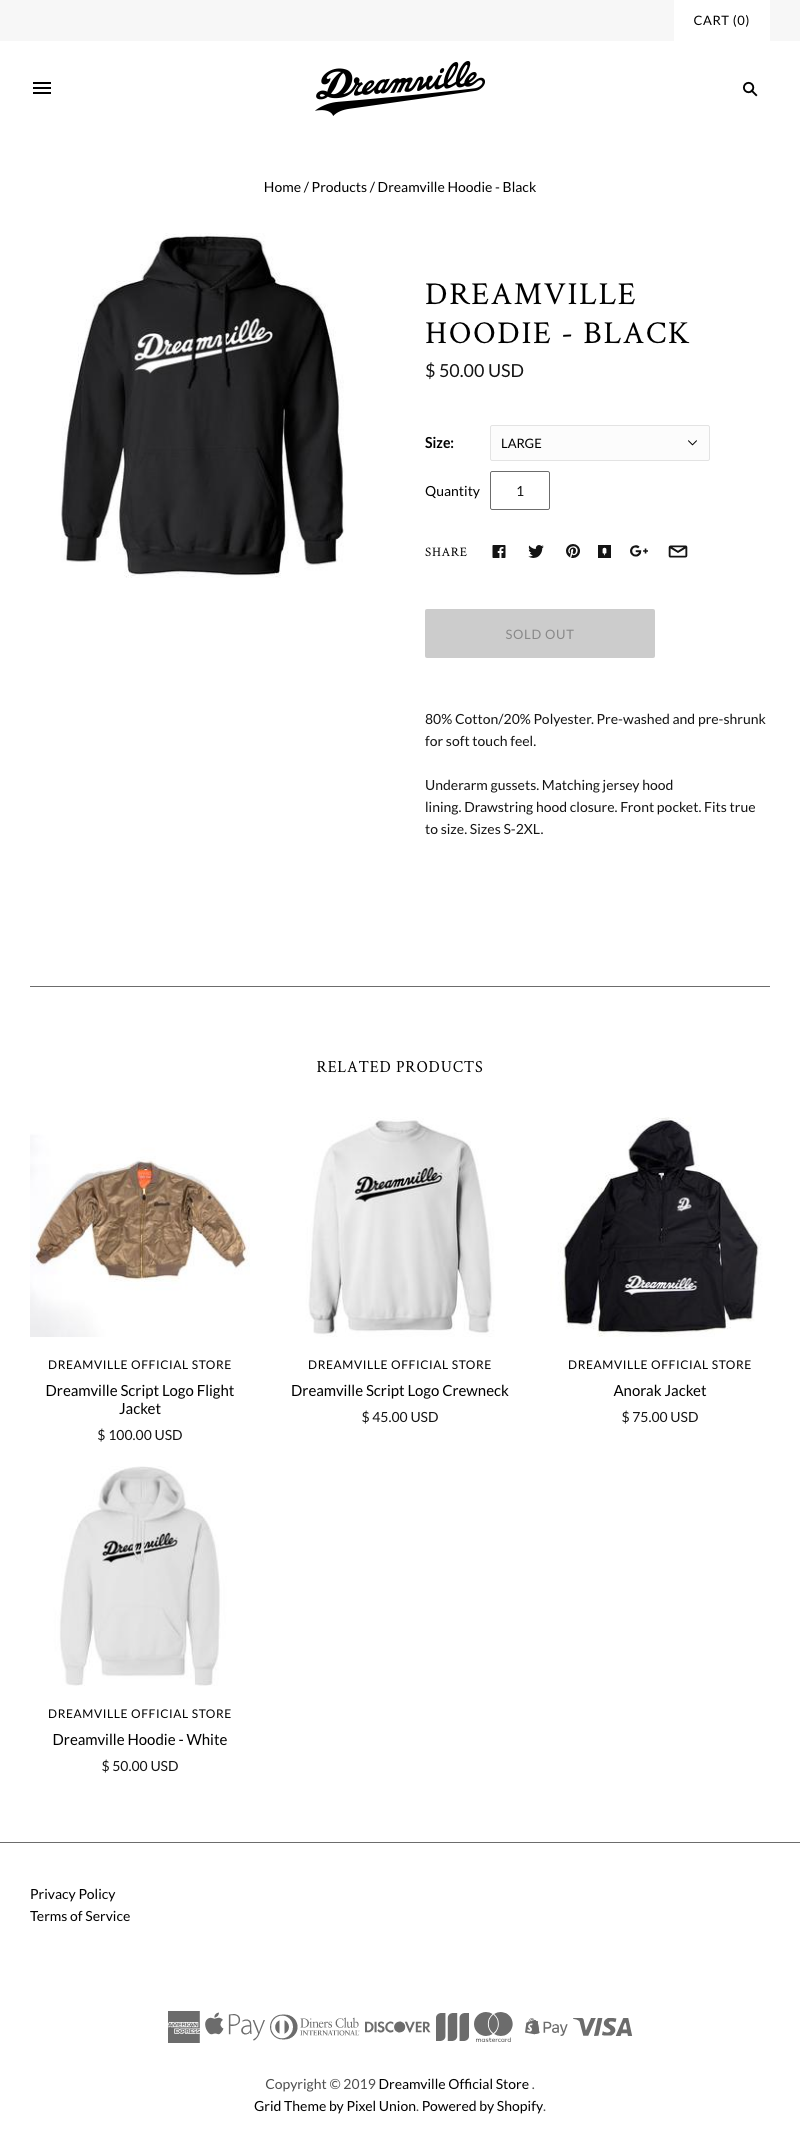 CART (0)
Dreamville
Home / Products / Dreamville Hoodie - Black
Dreamville
DREAMVILLE
HOODIE - BLACK
$ 50.00 USD
Size:
LARGE
Quantity
1
SHARE
SOLD OUT
80% Cotton/20% Polyester. Pre-washed and pre-shrunk
for soft touch feel.
Underarm gussets. Matching jersey hood
lining. Drawstring hood closure. Front pocket. Fits true
to size. Sizes S-2XL.
RELATED PRODUCTS
Dreamville
D
Dreamville
DREAMVILLE OFFICIAL STORE
Dreamville Script Logo Flight
Jacket
$ 100.00 USD
DREAMVILLE OFFICIAL STORE
Dreamville Script Logo Crewneck
$ 45.00 USD
DREAMVILLE OFFICIAL STORE
Anorak Jacket
$ 75.00 USD
Dreamville
DREAMVILLE OFFICIAL STORE
Dreamville Hoodie - White
$ 50.00 USD
Privacy Policy
Terms of Service
AMERICAN EXPRESS Pay Diners Club INTERNATIONAL DISCOVER mastercard Pay VISA
Copyright © 2019 Dreamville Official Store .
Grid Theme by Pixel Union. Powered by Shopify.